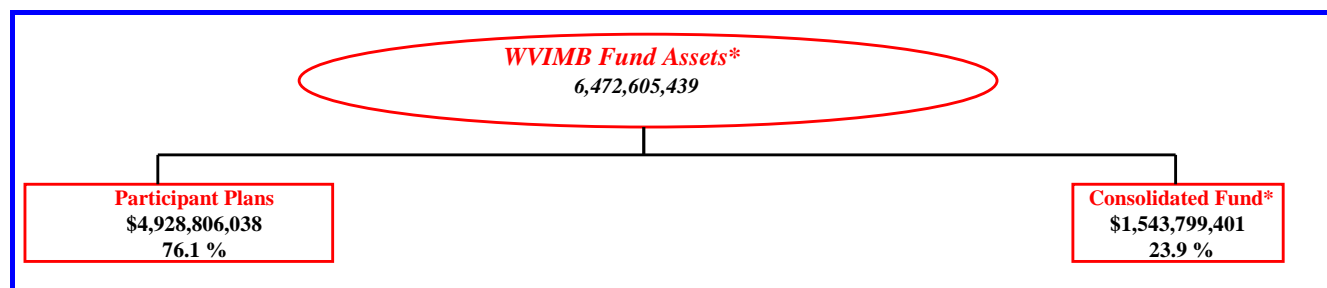 WVIMB Fund Assets*
6,472,605,439
Participant Plans
$4,928,806,038
76.1 %
Consolidated Fund*
$1,543,799,401
23.9 %